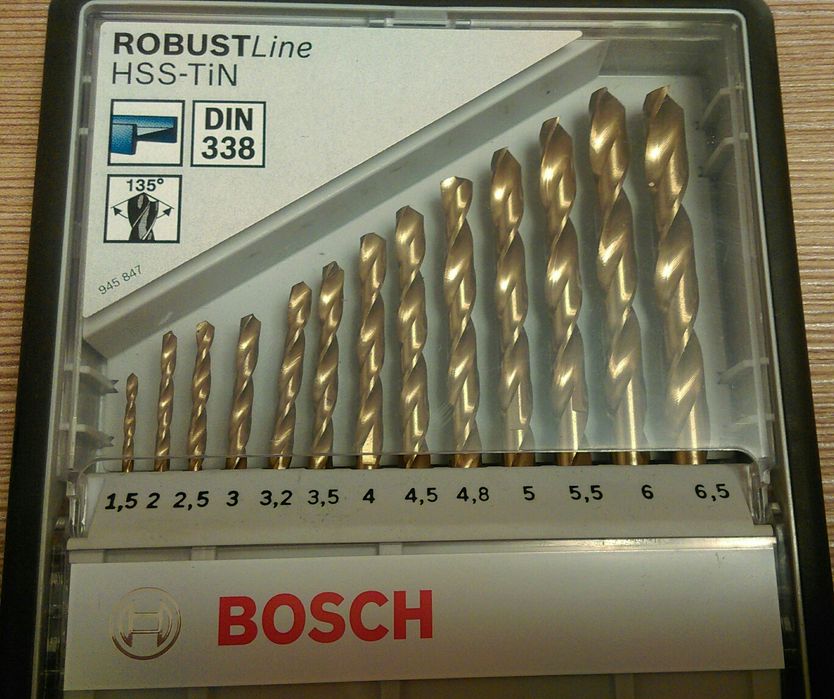 ROBUSTLine
HSS-TiN
DIN
338
135°
945 847
1,5 2 2,5 3 3,2 3,5 4 4,5 4,8 5 5,5 6 6,5
BOSCH